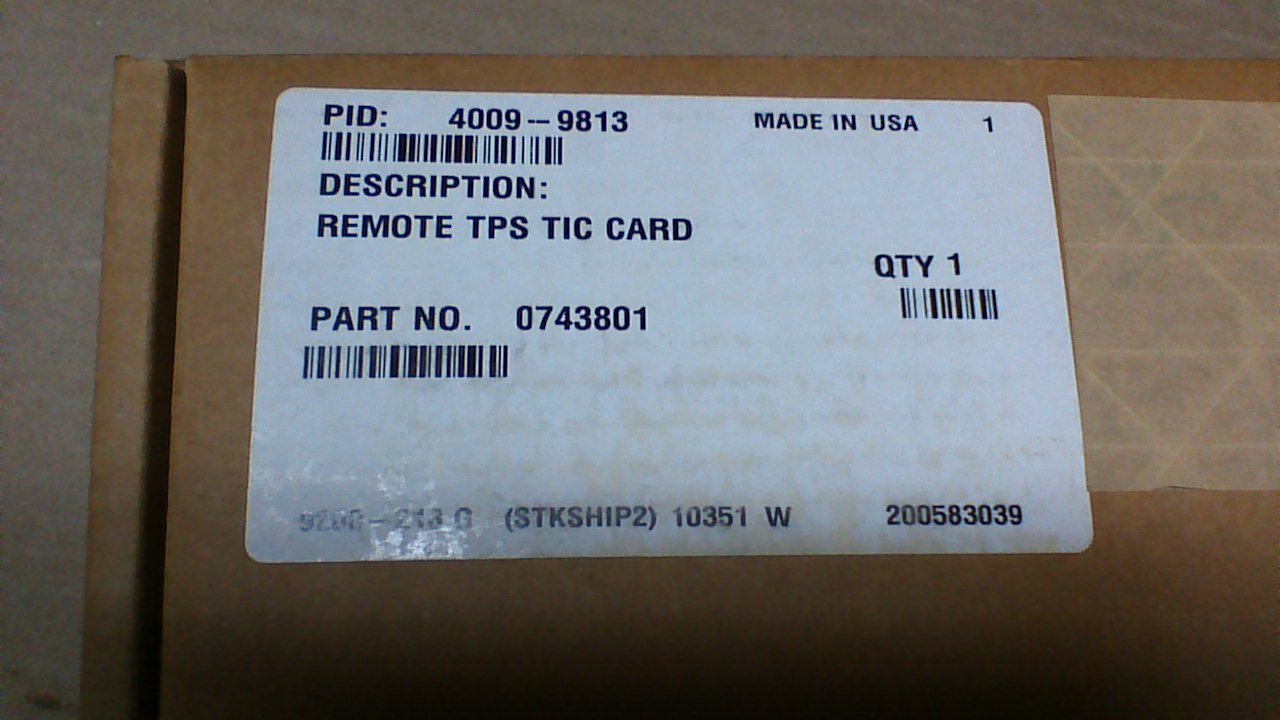 PID: 4009-9813 MADE IN USA 1
DESCRIPTION:
REMOTE TPS TIC CARD
QTY 1
PART NO. 0743801
G (STKSHIP2) 10351 W 200583039